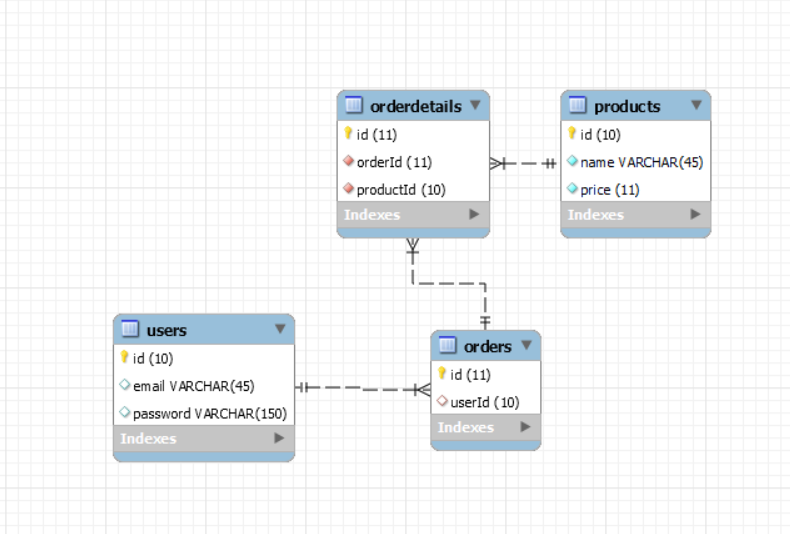 orderdetails
id (11)
orderId (11)
productId (10)
Indexes
products
id (10)
name VARCHAR(45)
price (11)
Indexes
users
id (10)
email VARCHAR(45)
password VARCHAR(150)
Indexes
orders
id (11)
userId (10)
Indexes